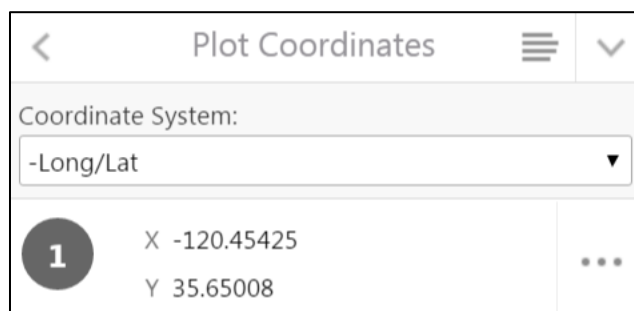 Plot Coordinates
Coordinate System:
-Long/Lat
1
X -120.45425
Y 35.65008